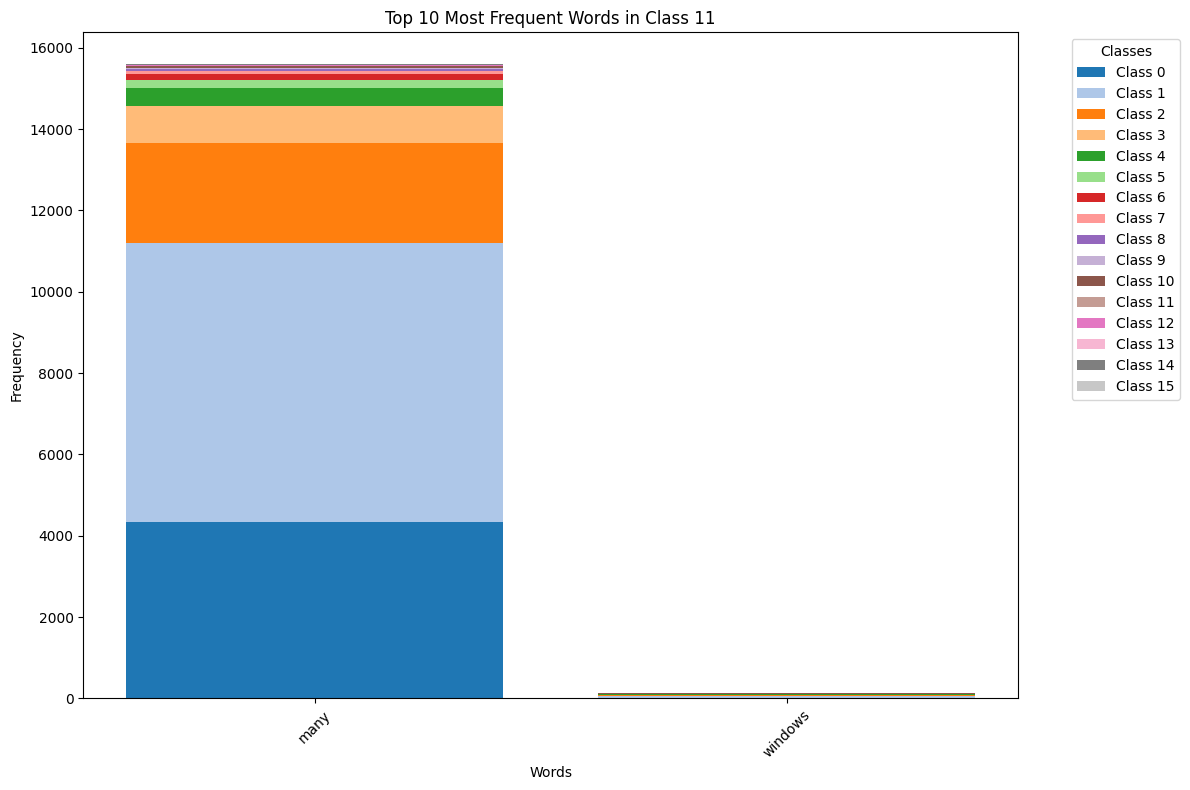 Top 10 Most Frequent Words in Class 11
16000
14000
12000
10000
8000
6000
4000
2000
0
Frequency
many
windows
Words
Classes
Class 0
Class 1
Class 2
Class 3
Class 4
Class 5
Class 6
Class 7
Class 8
Class 9
Class 10
Class 11
Class 12
Class 13
Class 14
Class 15